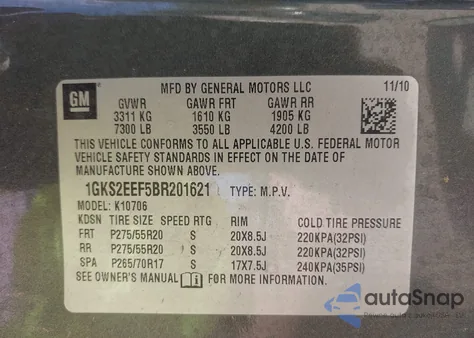 GM
MFD BY GENERAL MOTORS LLC 11/10
GVWR GAWR FRT GAWR RR
3311 KG 1610 KG 1905 KG
7300 LB 3550 LB 4200 LB
THIS VEHICLE CONFORMS TO ALL APPLICABLE U.S. FEDERAL MOTOR
VEHICLE SAFETY STANDARDS IN EFFECT ON THE DATE OF
MANUFACTURE SHOWN ABOVE.
1GKS2EEF5BR201621 TYPE: M.P.V.
MODEL: K10706
KDSN TIRE SIZE SPEED RTG RIM COLD TIRE PRESSURE
FRT P275/55R20 S 20X8.5J 220KPA(32PSI)
RR P275/55R20 S 20X8.5J 220KPA(32PSI)
SPA P265/70R17 S 17X7.5J 240KPA(35PSI)
SEE OWNER'S MANUAL FOR MORE INFORMATION.
autoSnap